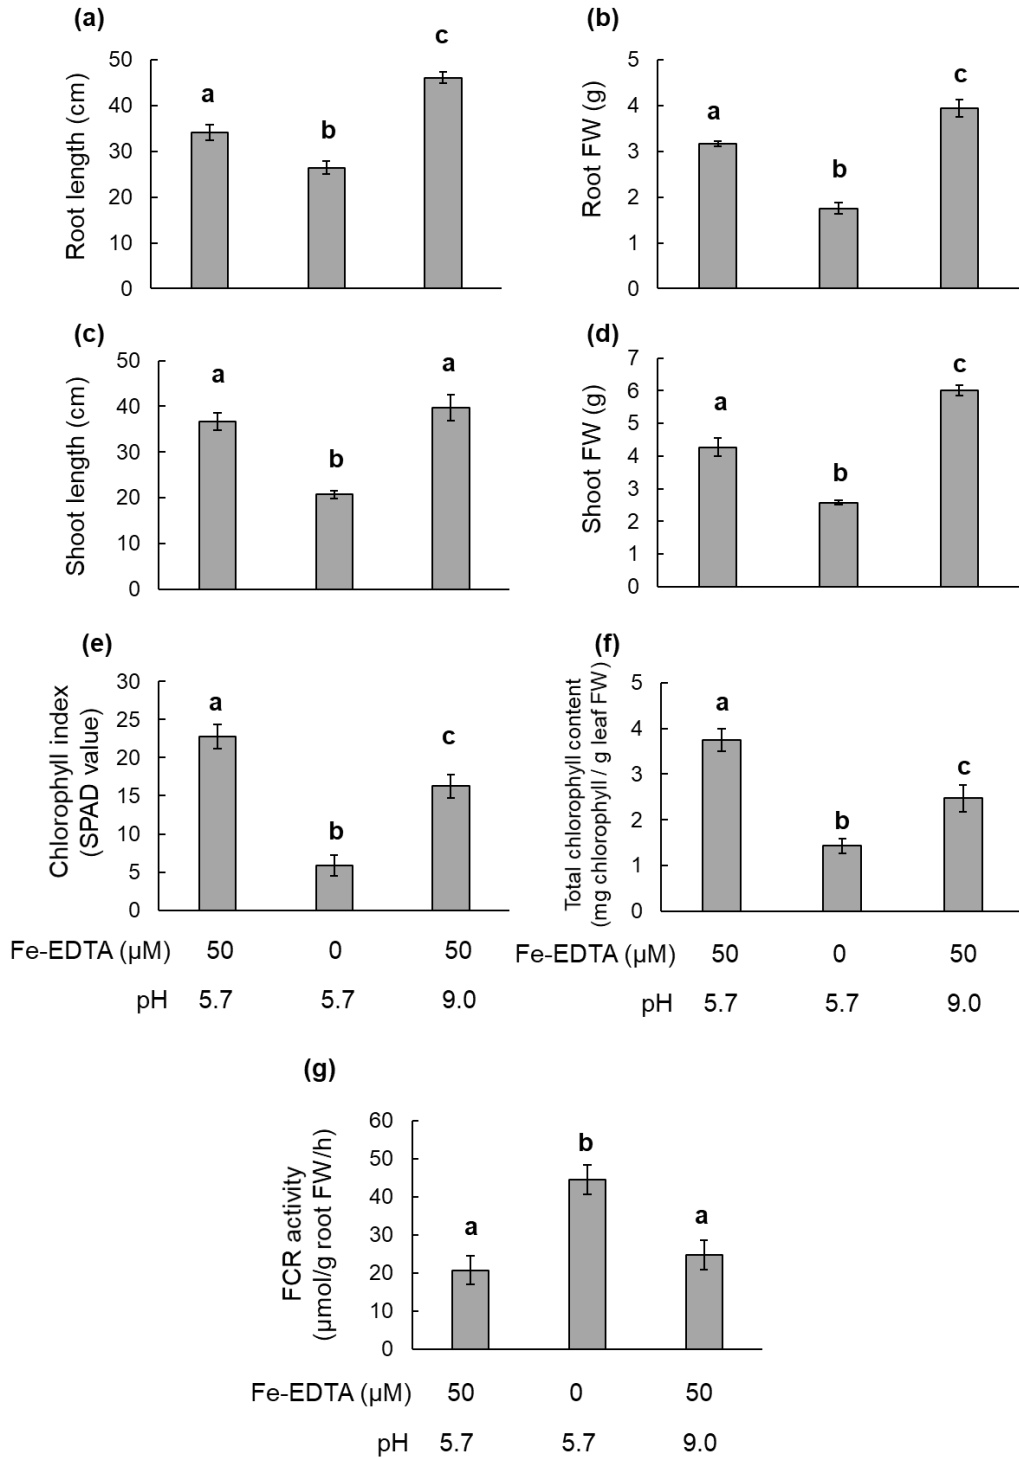 (a)
Root length (cm)
50
40
30
20
10
0
a
b
c
(b)
Root FW (g)
5
4
3
2
1
0
a
b
c
(c)
Shoot length (cm)
50
40
30
20
10
0
a
b
a
(d)
Shoot FW (g)
7
6
5
4
3
2
1
0
a
b
c
(e)
Chlorophyll index
(SPAD value)
30
25
20
15
10
5
0
a
b
c
Fe-EDTA (µM) 50 0 50
pH 5.7 5.7 9.0
(f)
Total chlorophyll content
(mg chlorophyll / g leaf FW)
5
4
3
2
1
0
a
b
c
Fe-EDTA (µM) 50 0 50
pH 5.7 5.7 9.0
(g)
FCR activity
(µmol/g root FW/h)
60
50
40
30
20
10
0
a
b
a
Fe-EDTA (µM) 50 0 50
pH 5.7 5.7 9.0